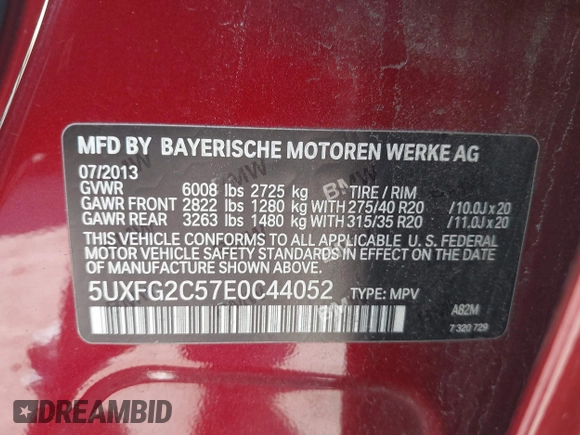 MFD BY BAYERISCHE MOTOREN WERKE AG
07/2013
GVWR 6008 lbs 2725 kg TIRE / RIM
GAWR FRONT 2822 lbs 1280 kg WITH 275/40 R20 /10.0J x 20
GAWR REAR 3263 lbs 1480 kg WITH 315/35 R20 /11.0J x 20
THIS VEHICLE CONFORMS TO ALL APPLICABLE U. S. FEDERAL
MOTOR VEHICLE SAFETY STANDARDS IN EFFECT ON THE DATE
OF MANUFACTURE SHOWN ABOVE.
5UXFG2C57E0C44052 TYPE: MPV
A82M
7 320 729
DREAMBID